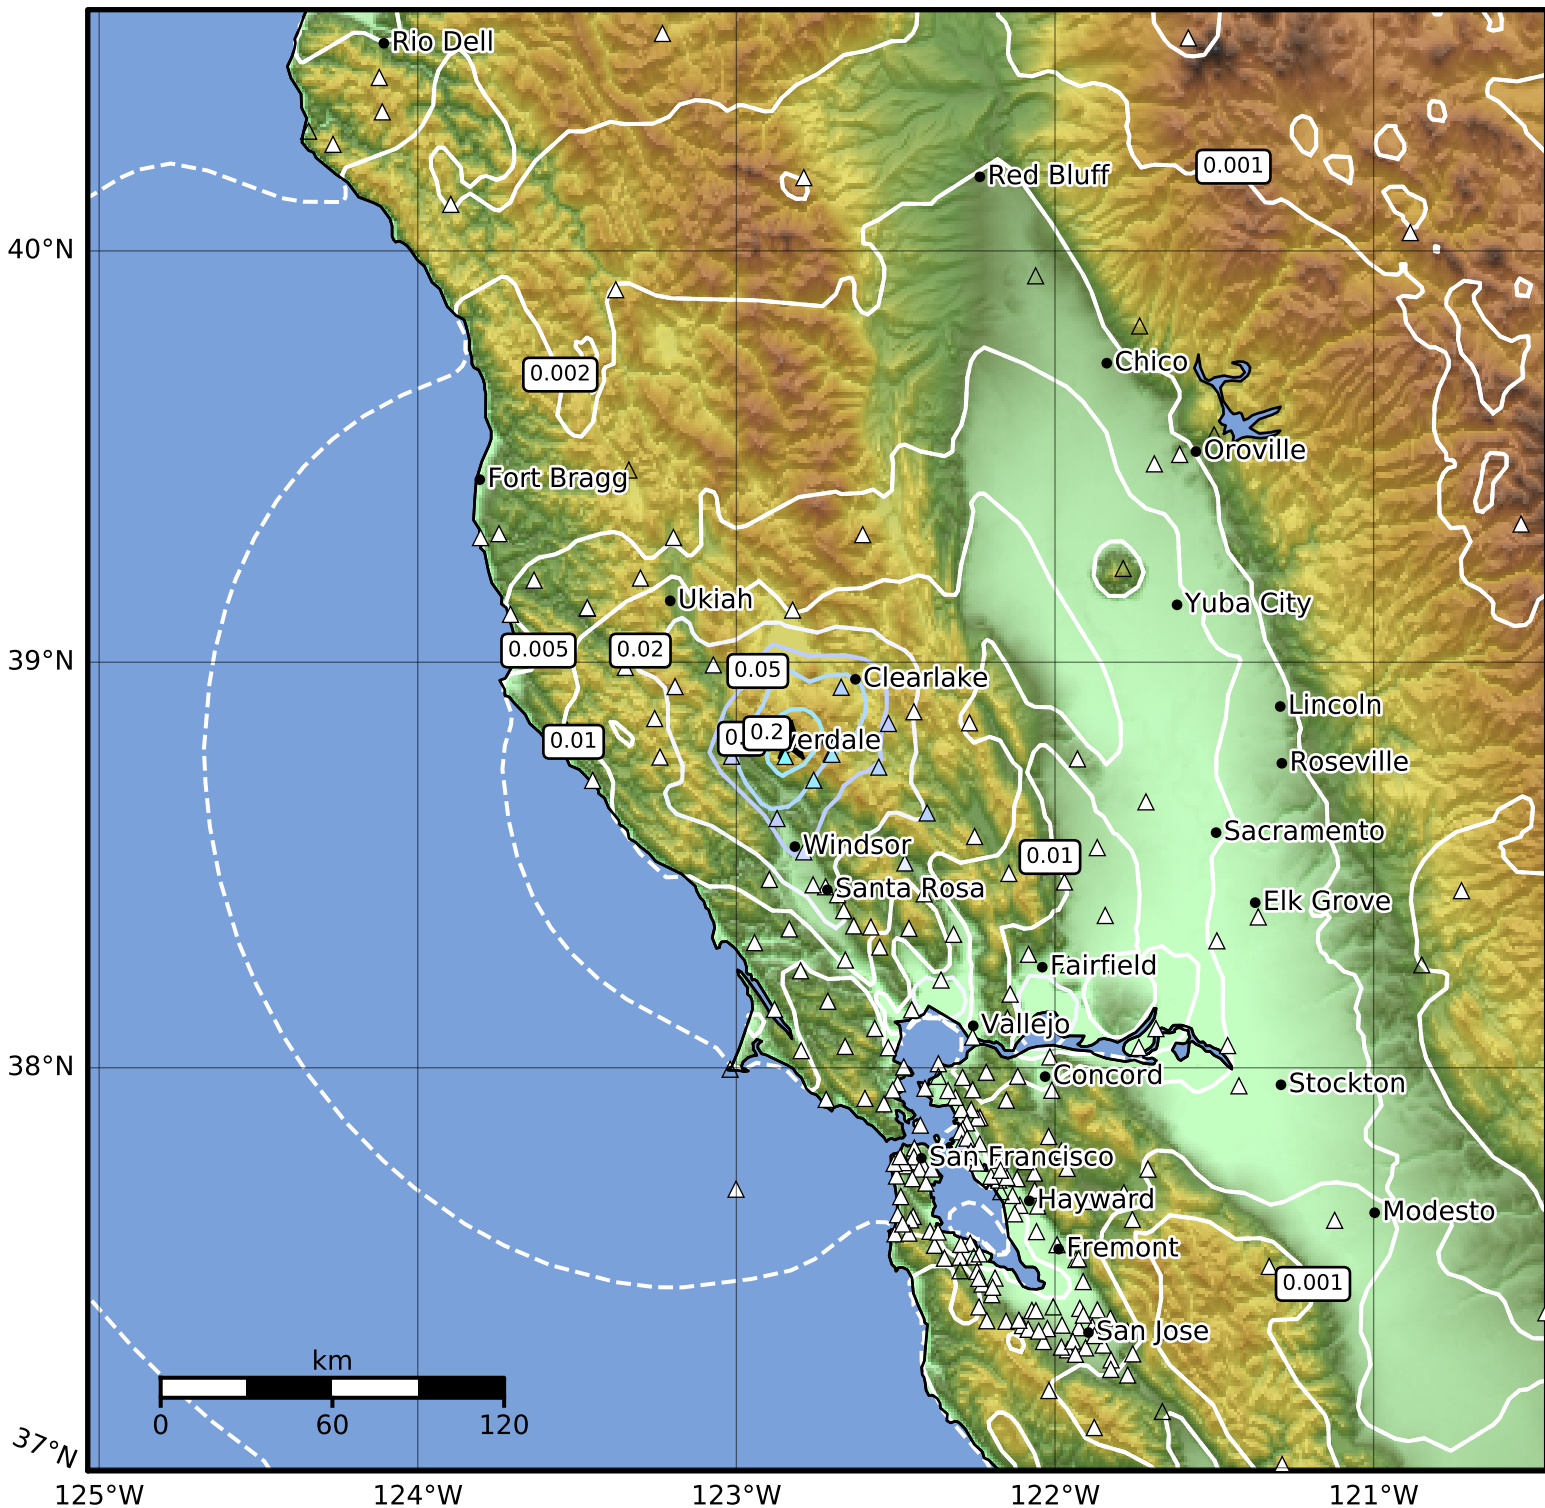 Rio Dell
0.001
Red Bluff
40°N
0.002
Chico
Oroville
Fort Bragg
Ukiah
Yuba City
0.005
0.02
39°N
0.05
Clearlake
Lincoln
0.01
0.2
verdale
Roseville
Sacramento
Windsor
0.01
Santa Rosa
Elk Grove
Fairfield
Vallejo
38°N
Concord
Stockton
San Francisco
Hayward
Modesto
Fremont
0.001
San Jose
km
0 60 120
37°N
125°W 124°W 123°W 122°W 121°W